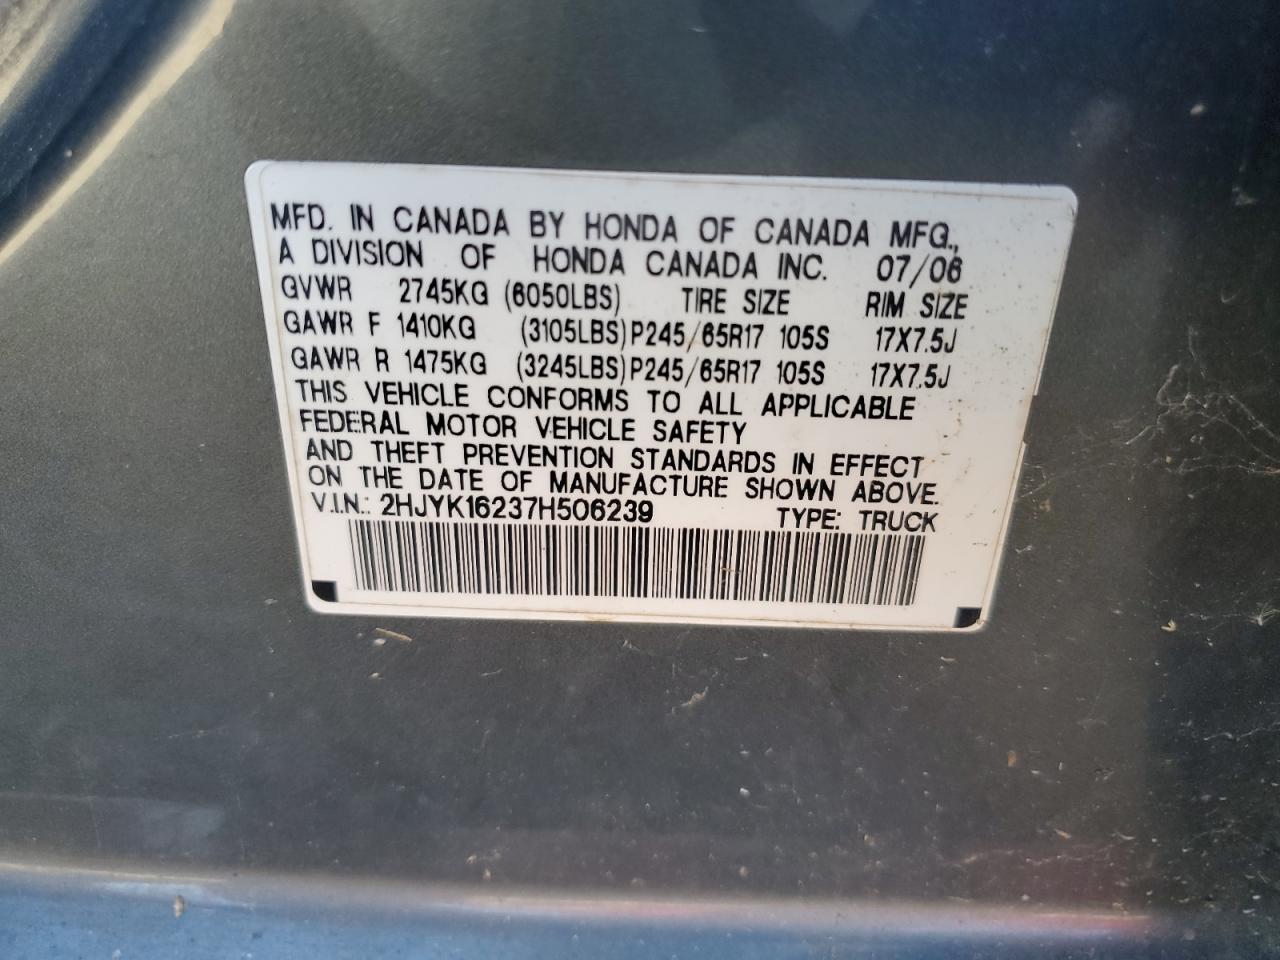 MFD. IN CANADA BY HONDA OF CANADA MFG.,
A DIVISION OF HONDA CANADA INC. 07/06
GVWR 2745KG (6050LBS) TIRE SIZE RIM SIZE
GAWR F 1410KG (3105LBS) P245/65R17 105S 17X7.5J
GAWR R 1475KG (3245LBS) P245/65R17 105S 17X7.5J
THIS VEHICLE CONFORMS TO ALL APPLICABLE
FEDERAL MOTOR VEHICLE SAFETY
AND THEFT PREVENTION STANDARDS IN EFFECT
ON THE DATE OF MANUFACTURE SHOWN ABOVE.
V.I.N.: 2HJYK16237H506239 TYPE: TRUCK